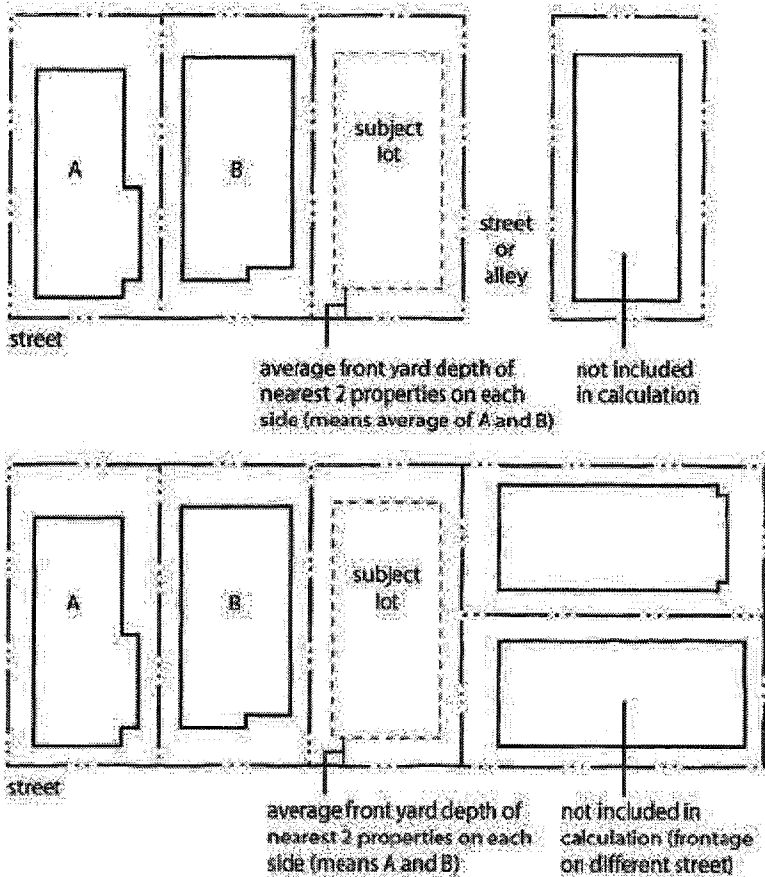 A
B
subject
lot
street
or
alley
street
average front yard depth of
nearest 2 properties on each
side (means average of A and B)
not included
in calculation
A
B
subject
lot
street
average front yard depth of
nearest 2 properties on each
side (means A and B)
not included in
calculation (frontage
on different street)